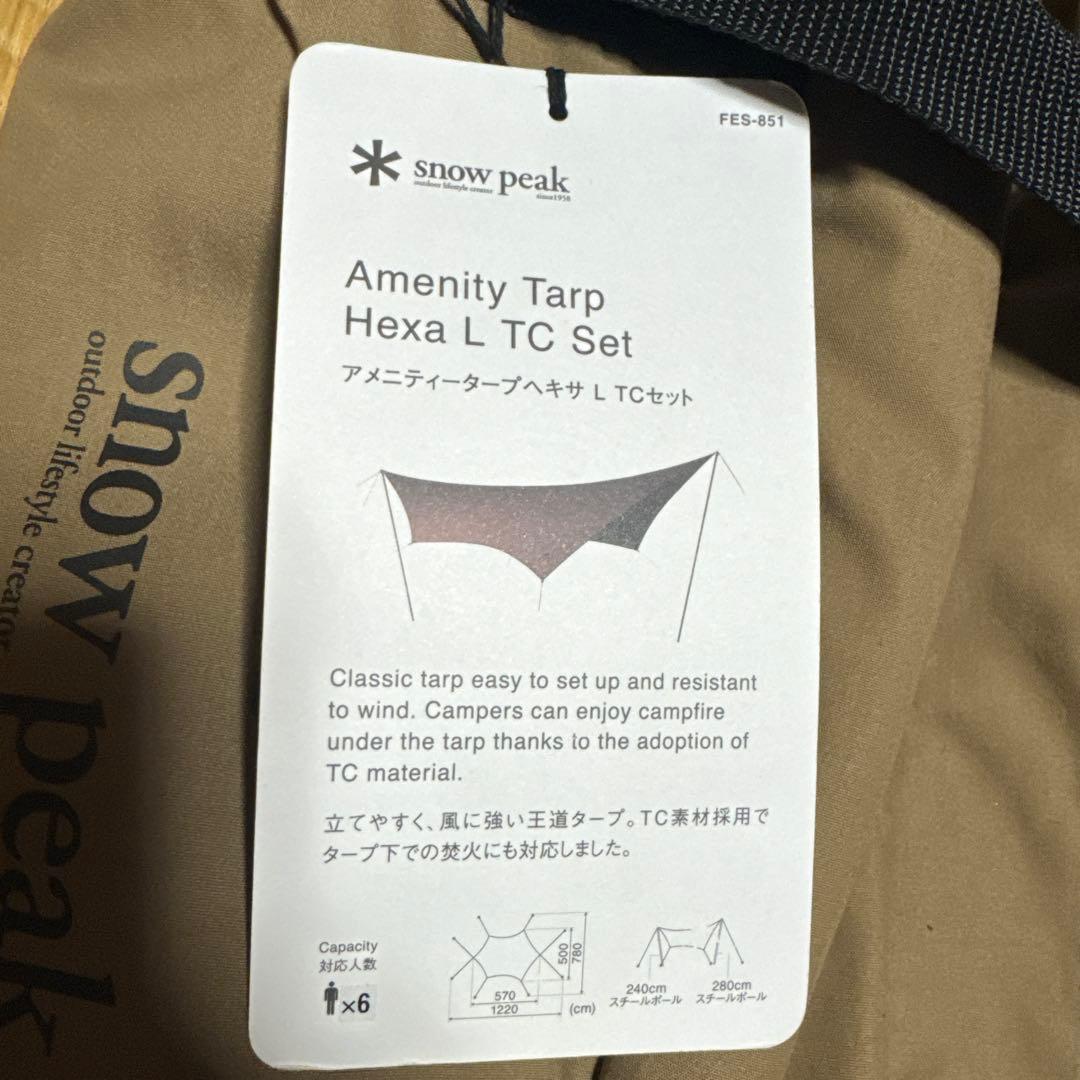 FES-851
snow peak
outdoor lifestyle creator
since1958
Amenity Tarp
Hexa L TC Set
アメニティータープヘキサ L TCセット
Classic tarp easy to set up and resistant
to wind. Campers can enjoy campfire
under the tarp thanks to the adoption of
TC material.
立てやすく、風に強い王道タープ。TC素材採用で
タープ下での焚火にも対応しました。
Capacity
対応人数
×6
500
780
570
1220
(cm)
240cm
スチールポール
280cm
スチールポール
snow peak
outdoor lifestyle creator